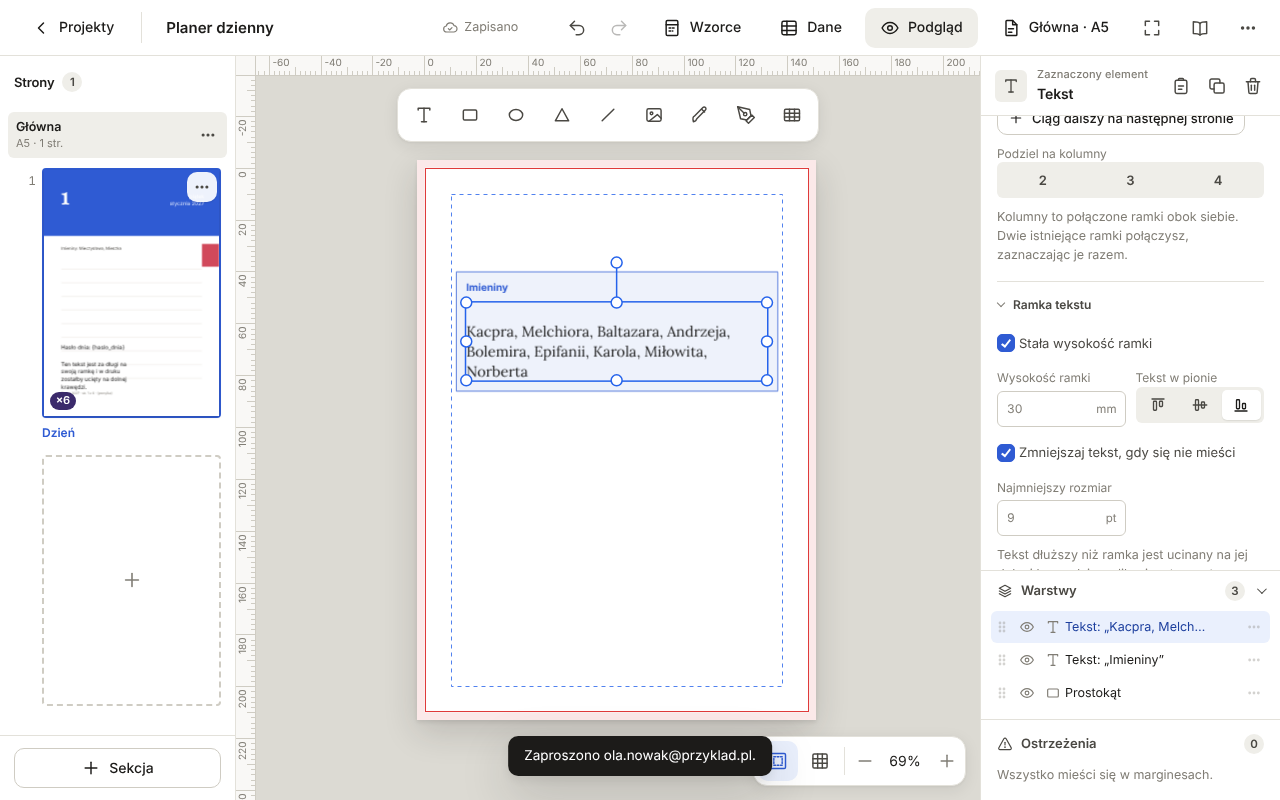 Projekty
Planer dzienny
Zapisano
Wzorce
Dane
Podgląd
Główna · A5
Strony 1
Główna
A5 · 1 str.
1
1
Imieniny: Mieczysława, Mieszka
Hasło dnia: {hasło_dnia}
Ten tekst jest za długi na
swoją ramkę i w druku
zostałby ucięty na dolnej
krawędzi.
×6
Dzień
Sekcja
-60 -40 -20 0 20 40 60 80 100 120 140 160 180 200
-20 0 20 40 60 80 100 120 140 160 180 200 220
Imieniny
Kacpra, Melchiora, Baltazara, Andrzeja,
Bolemira, Epifanii, Karola, Miłowita,
Norberta
Zaproszono ola.nowak@przyklad.pl.
69%
Zaznaczony element
Tekst
Ciąg dalszy na następnej stronie
Podziel na kolumny
2 3 4
Kolumny to połączone ramki obok siebie.
Dwie istniejące ramki połączysz,
zaznaczając je razem.
Ramka tekstu
Stała wysokość ramki
Wysokość ramki
Tekst w pionie
30 mm
Zmniejszaj tekst, gdy się nie mieści
Najmniejszy rozmiar
9 pt
Tekst dłuższy niż ramka jest ucinany na jej
Warstwy 3
Tekst: „Kacpra, Melch...
Tekst: „Imieniny”
Prostokąt
Ostrzeżenia 0
Wszystko mieści się w marginesach.